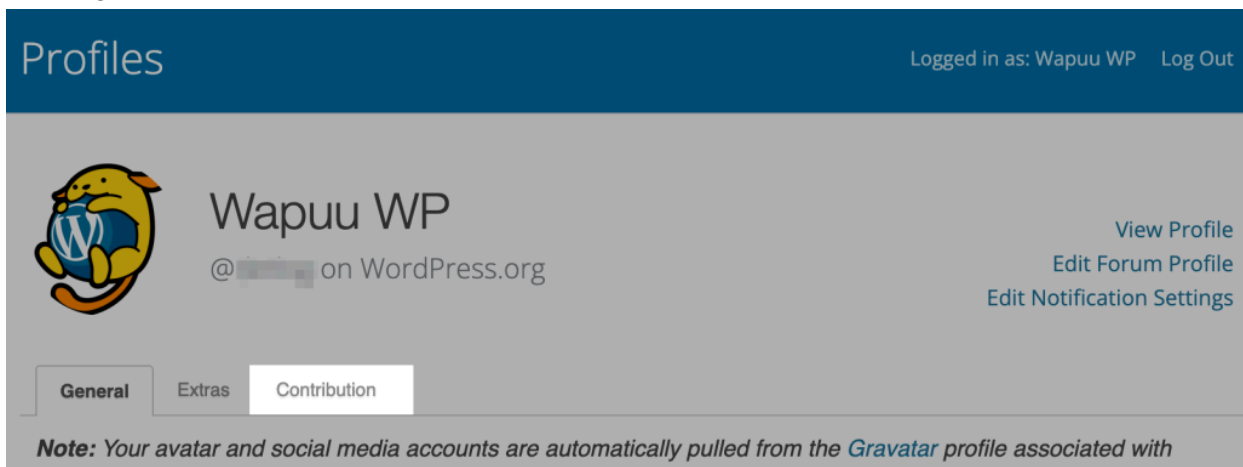 Profiles
Logged in as: Wapuu WP Log Out
Wapuu WP
@ on WordPress.org
View Profile
Edit Forum Profile
Edit Notification Settings
General Extras Contribution
Note: Your avatar and social media accounts are automatically pulled from the Gravatar profile associated with